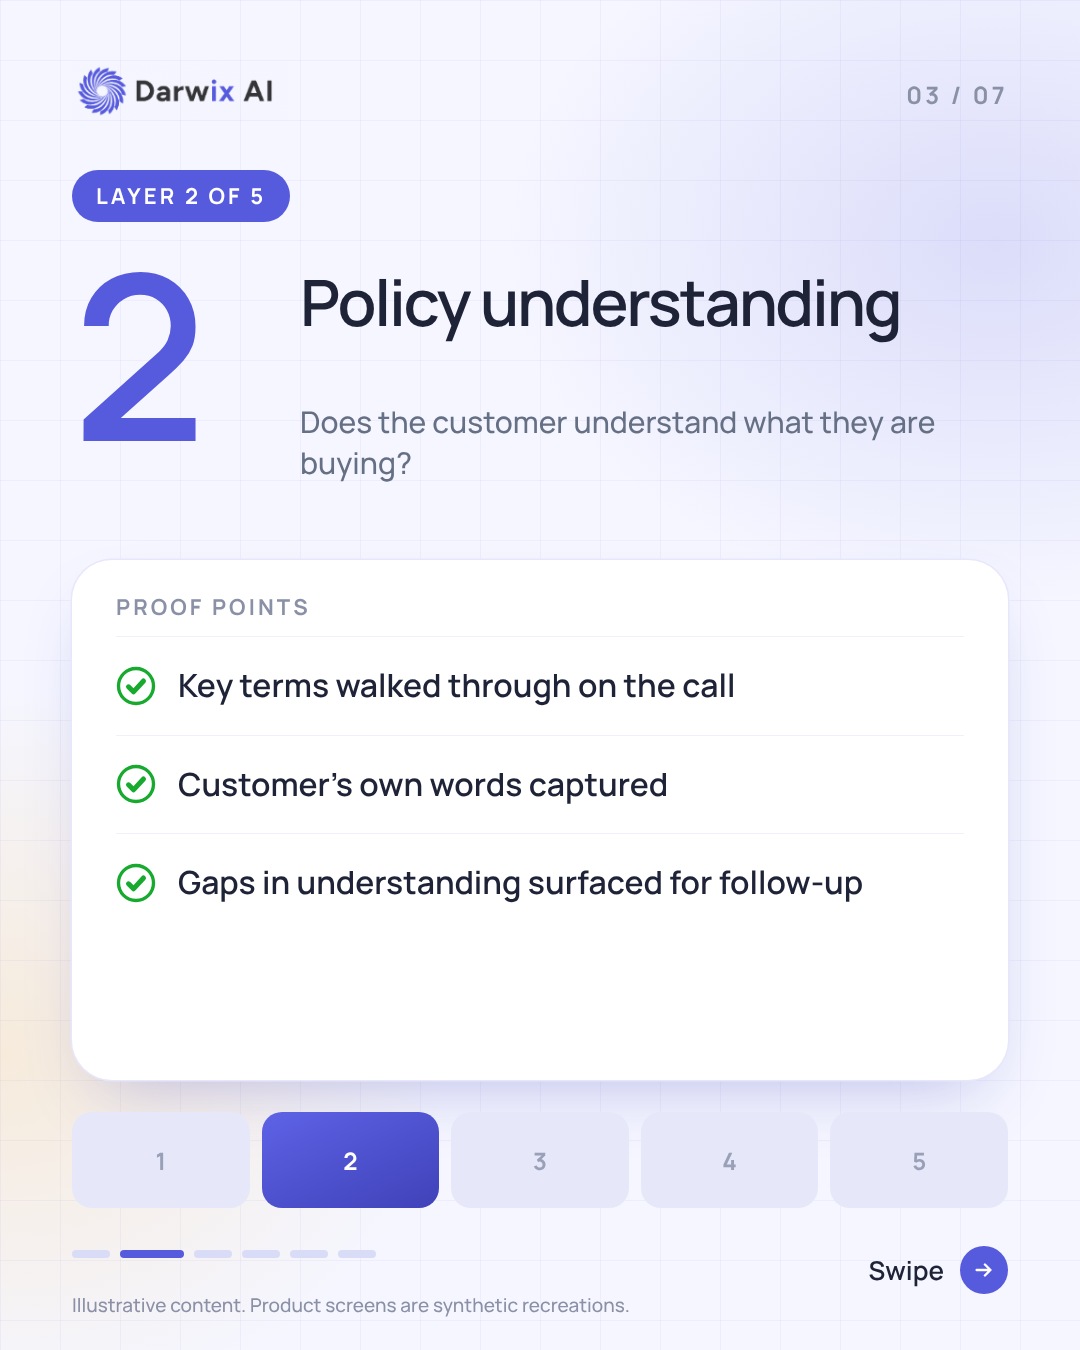 Darwix AI
03 / 07
LAYER 2 OF 5
2
Policy understanding
Does the customer understand what they are
buying?
PROOF POINTS
Key terms walked through on the call
Customer’s own words captured
Gaps in understanding surfaced for follow-up
1
2
3
4
5
Swipe
Illustrative content. Product screens are synthetic recreations.